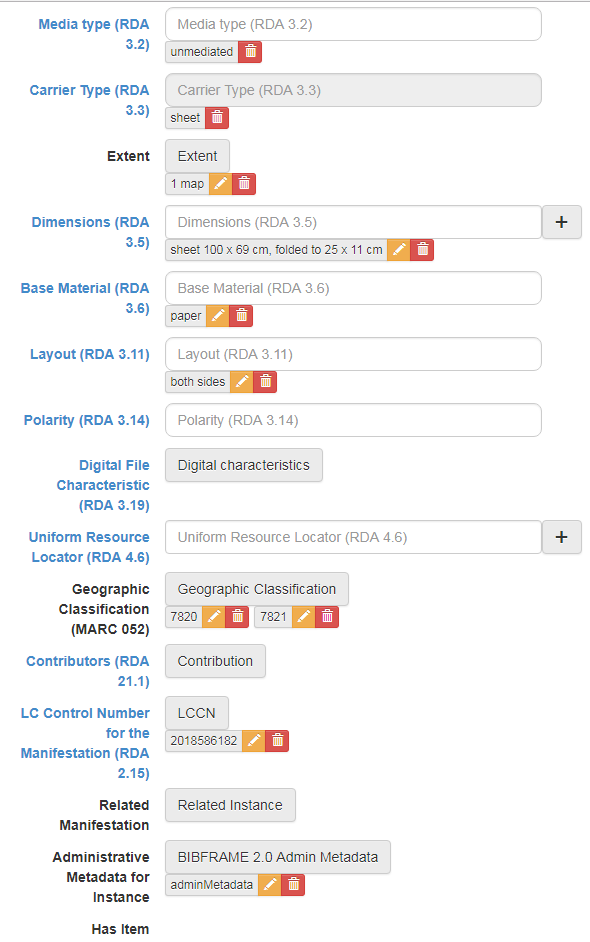 Media type (RDA
3.2)
Media type (RDA 3.2)
unmediated
Carrier Type (RDA
3.3)
Carrier Type (RDA 3.3)
sheet
Extent
Extent
1 map
Dimensions (RDA
3.5)
Dimensions (RDA 3.5)
+
sheet 100 x 69 cm, folded to 25 x 11 cm
Base Material (RDA
3.6)
Base Material (RDA 3.6)
paper
Layout (RDA 3.11)
Layout (RDA 3.11)
both sides
Polarity (RDA 3.14)
Polarity (RDA 3.14)
Digital File
Characteristic
(RDA 3.19)
Digital characteristics
Uniform Resource
Locator (RDA 4.6)
Uniform Resource Locator (RDA 4.6)
+
Geographic
Classification
(MARC 052)
Geographic Classification
7820 7821
Contributors (RDA
21.1)
Contribution
LC Control Number
for the
Manifestation (RDA
2.15)
LCCN
2018586182
Related
Manifestation
Related Instance
Administrative
Metadata for
Instance
BIBFRAME 2.0 Admin Metadata
adminMetadata
Has Item